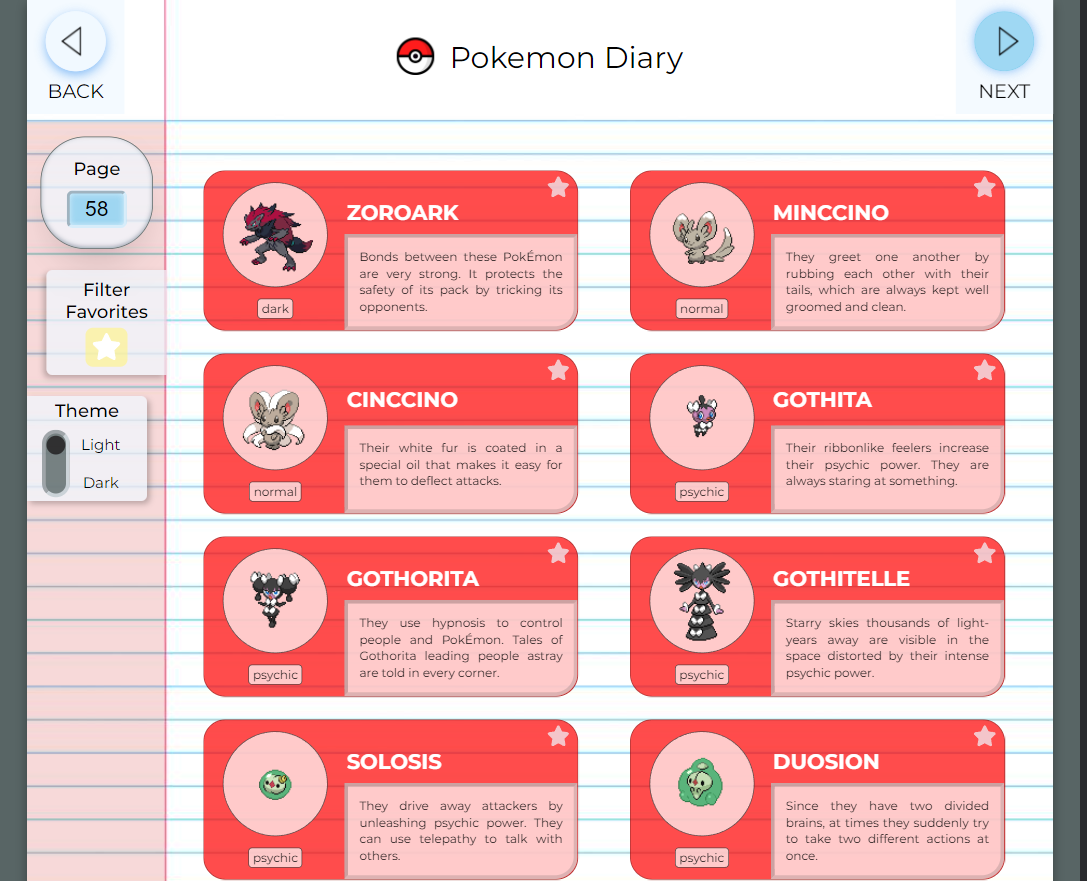 BACK
Pokemon Diary
NEXT
Page
58
Filter
Favorites
Theme
Light
Dark
ZOROARK
Bonds between these PokÉmon
are very strong. It protects the
safety of its pack by tricking its
opponents.
dark
MINCCINO
They greet one another by
rubbing each other with their
tails, which are always kept well
groomed and clean.
normal
CINCCINO
Their white fur is coated in a
special oil that makes it easy for
them to deflect attacks.
normal
GOTHITA
Their ribbonlike feelers increase
their psychic power. They are
always staring at something.
psychic
GOTHORITA
They use hypnosis to control
people and PokÉmon. Tales of
Gothorita leading people astray
are told in every corner.
psychic
GOTHITELLE
Starry skies thousands of light-
years away are visible in the
space distorted by their intense
psychic power.
psychic
SOLOSIS
They drive away attackers by
unleashing psychic power. They
can use telepathy to talk with
others.
psychic
DUOSION
Since they have two divided
brains, at times they suddenly try
to take two different actions at
once.
psychic